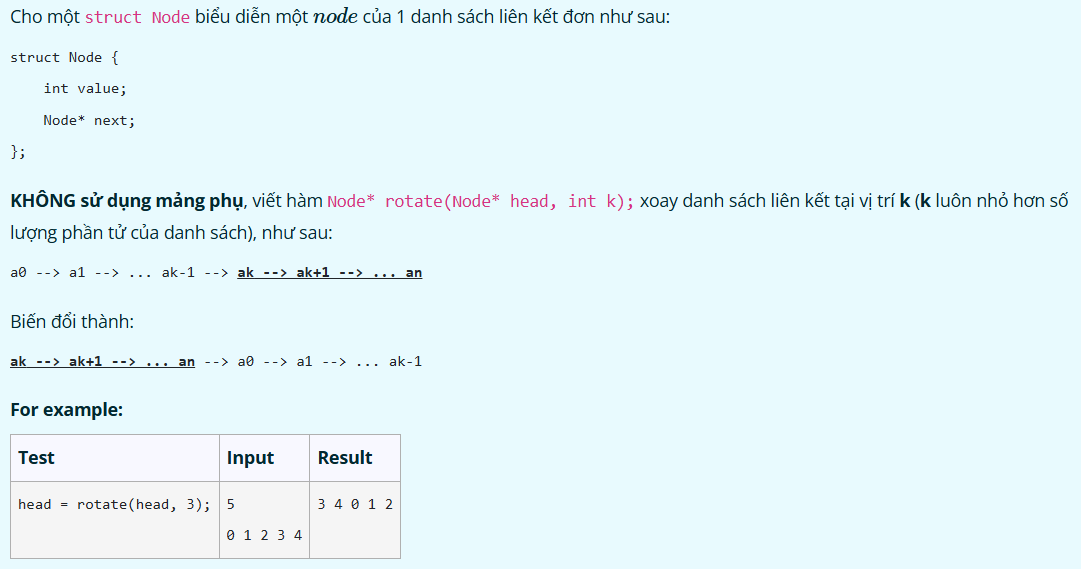 Cho một struct Node biểu diễn một node của 1 danh sách liên kết đơn như sau:
struct Node {
    int value;
    Node* next;
};
KHÔNG sử dụng mảng phụ, viết hàm Node* rotate(Node* head, int k); xoay danh sách liên kết tại vị trí k (k luôn nhỏ hơn số
lượng phần tử của danh sách), như sau:
a0 --> a1 --> ... ak-1 --> ak --> ak+1 --> ... an
Biến đổi thành:
ak --> ak+1 --> ... an --> a0 --> a1 --> ... ak-1
For example:
Test Input Result
head = rotate(head, 3); 5 3 4 0 1 2
0 1 2 3 4